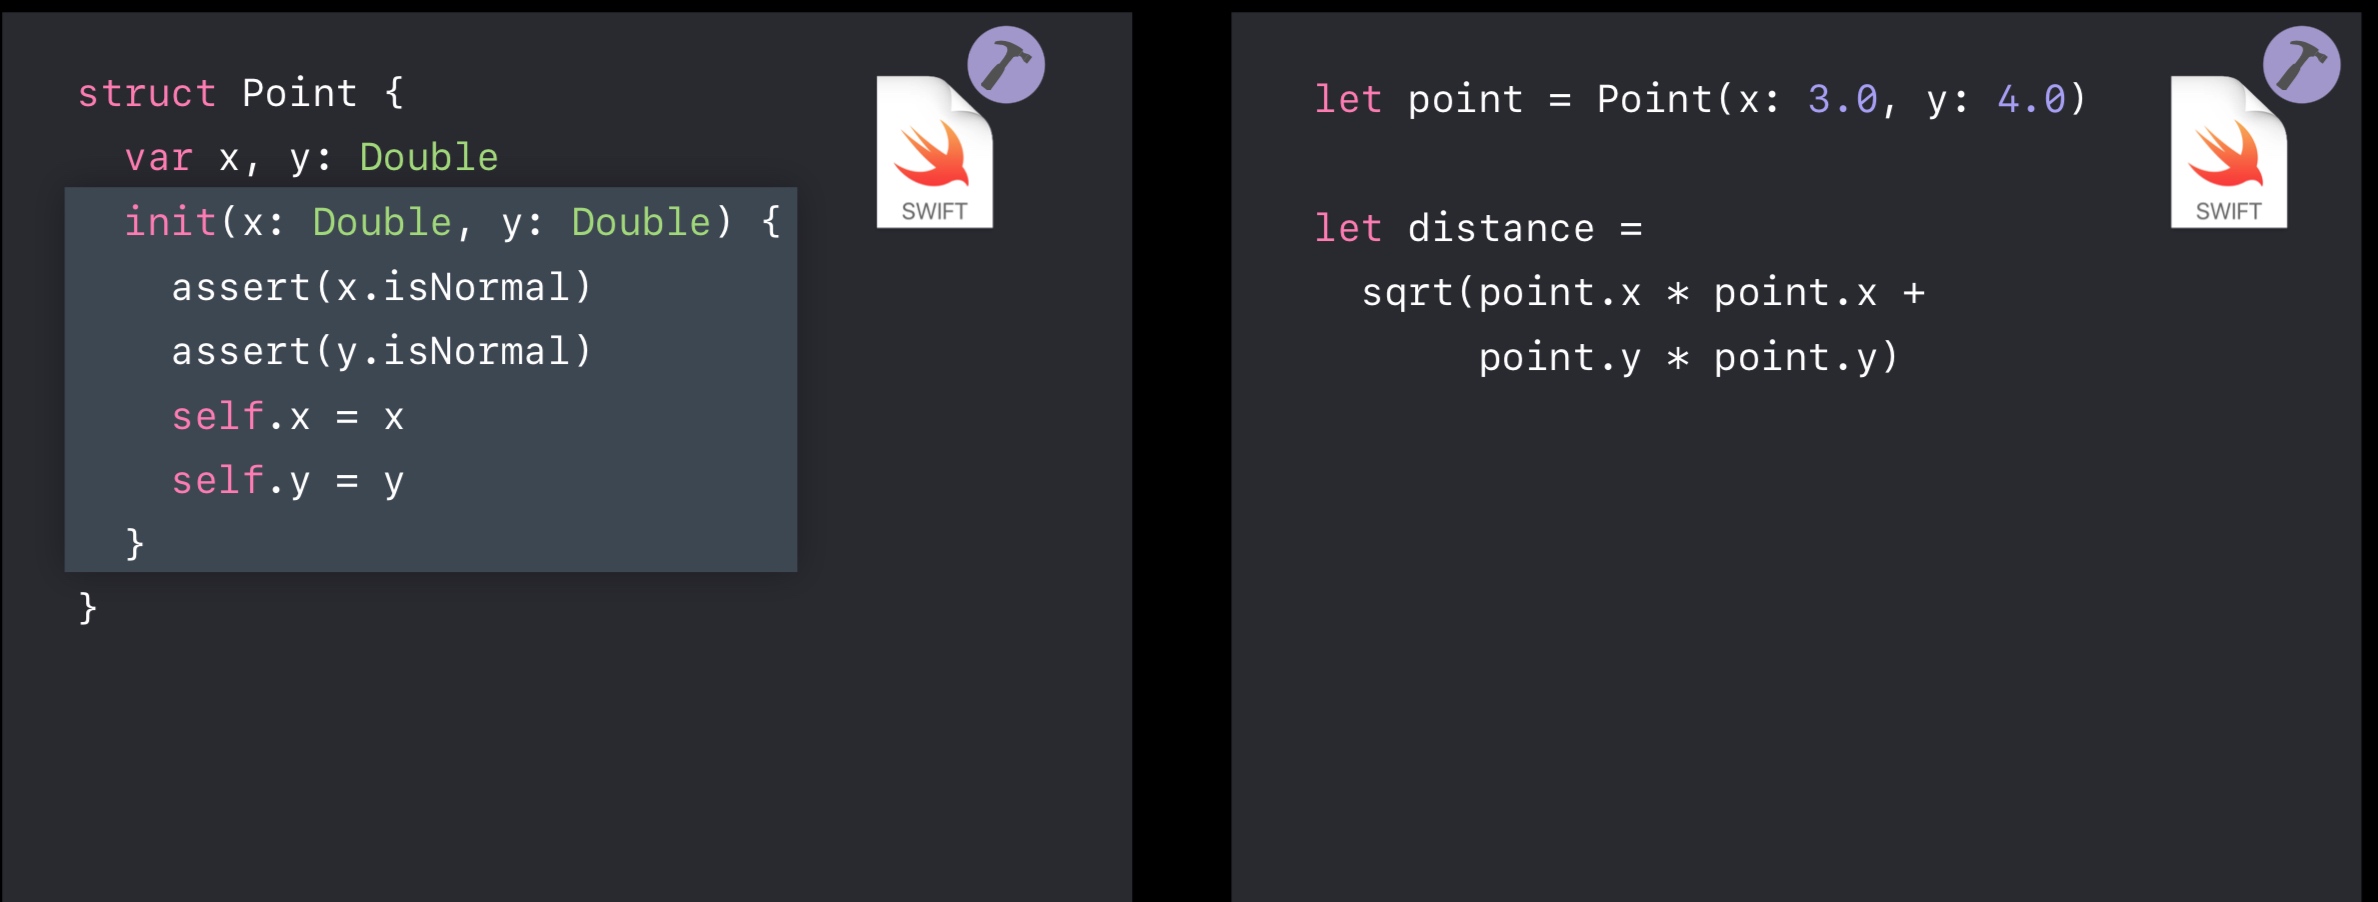 struct Point {
  var x, y: Double
  init(x: Double, y: Double) {
    assert(x.isNormal)
    assert(y.isNormal)
    self.x = x
    self.y = y
  }
}
SWIFT
let point = Point(x: 3.0, y: 4.0)
let distance =
  sqrt(point.x * point.x +
       point.y * point.y)
SWIFT